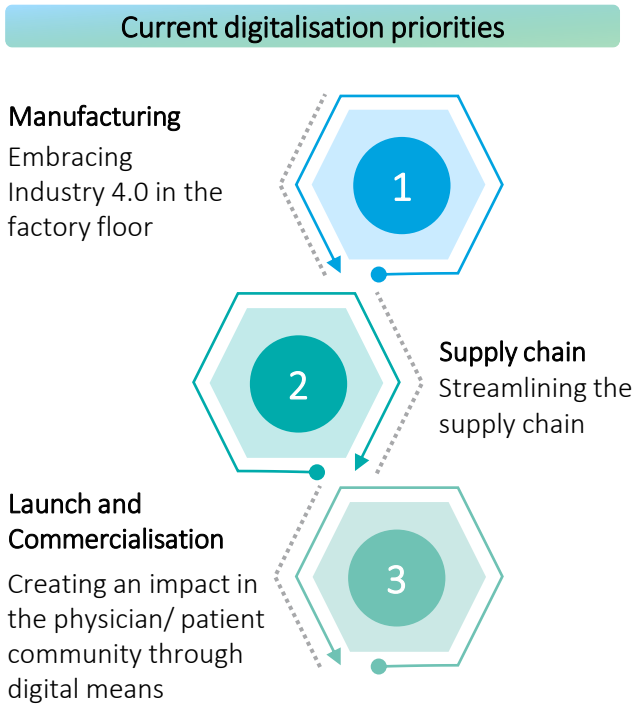 Current digitalisation priorities
Manufacturing
Embracing
Industry 4.0 in the
factory floor
1
2
Supply chain
Streamlining the
supply chain
Launch and
Commercialisation
Creating an impact in
the physician/ patient
community through
digital means
3